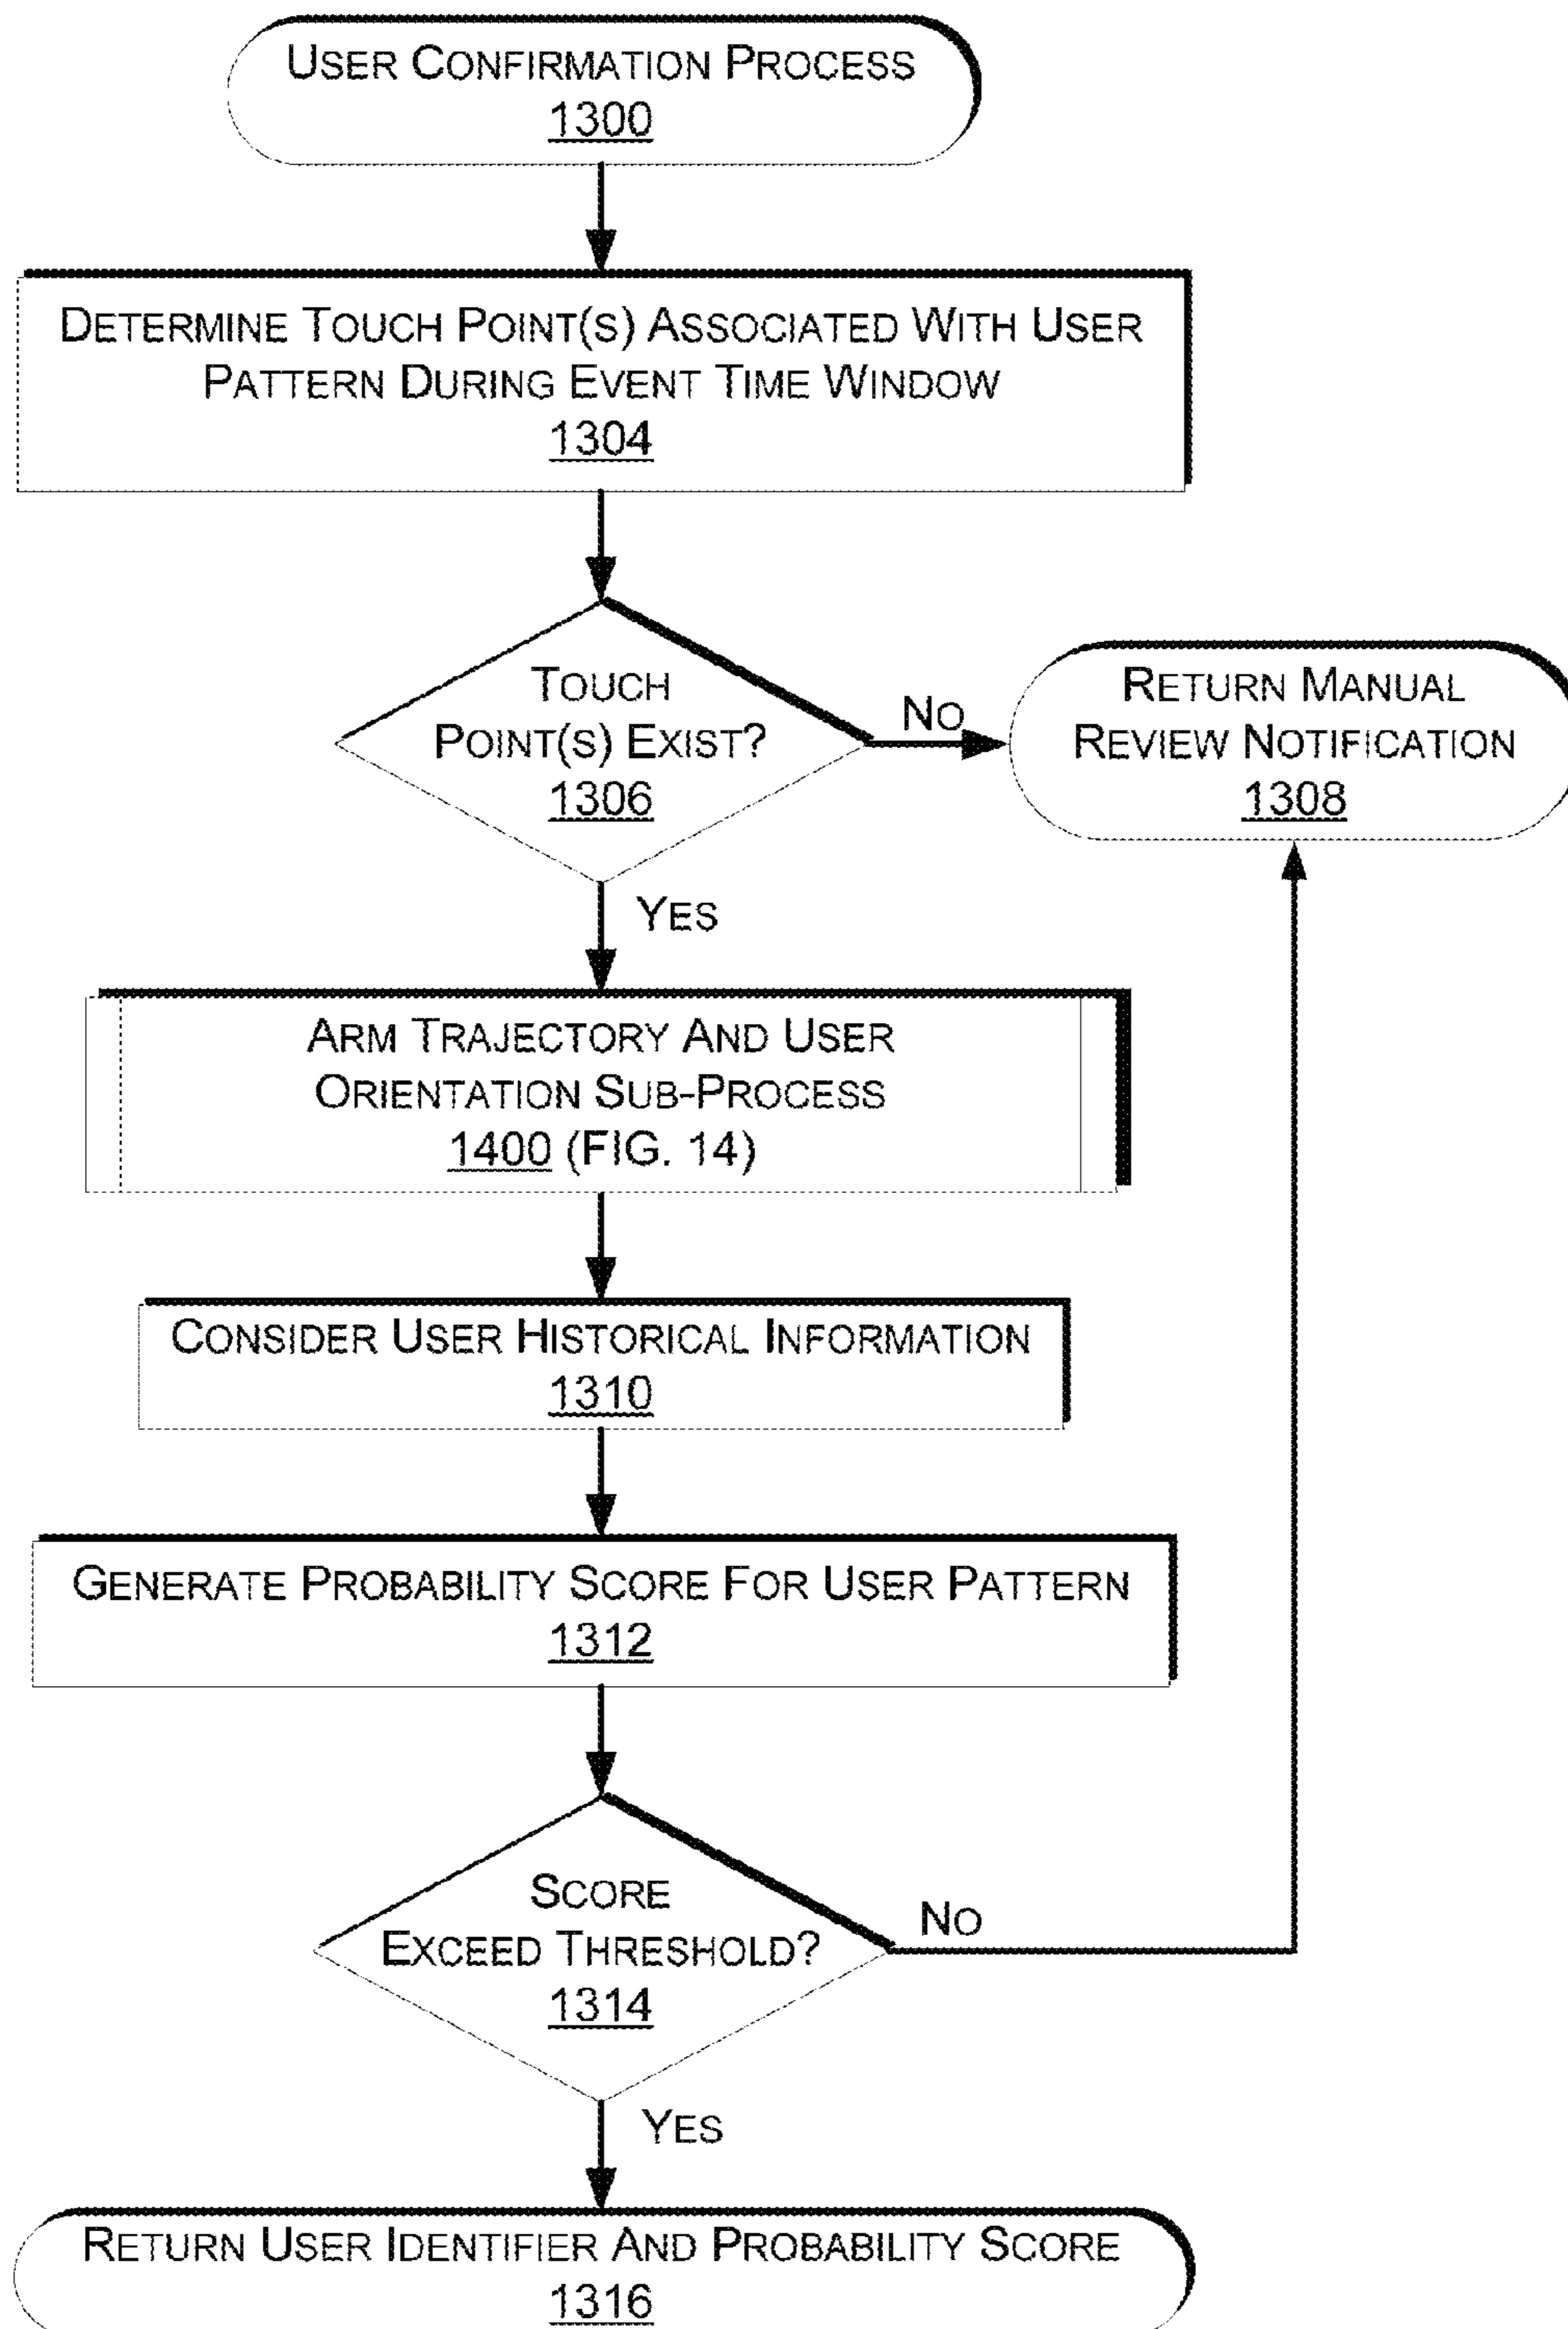 USER CONFIRMATION PROCESS
1300
DETERMINE TOUCH POINT(S) ASSOCIATED WITH USER
PATTERN DURING EVENT TIME WINDOW
1304
TOUCH
POINT(S) EXIST?
1306
NO
RETURN MANUAL
REVIEW NOTIFICATION
1308
YES
ARM TRAJECTORY AND USER
ORIENTATION SUB-PROCESS
1400 (FIG. 14)
CONSIDER USER HISTORICAL INFORMATION
1310
GENERATE PROBABILITY SCORE FOR USER PATTERN
1312
SCORE
EXCEED THRESHOLD?
1314
NO
YES
RETURN USER IDENTIFIER AND PROBABILITY SCORE
1316